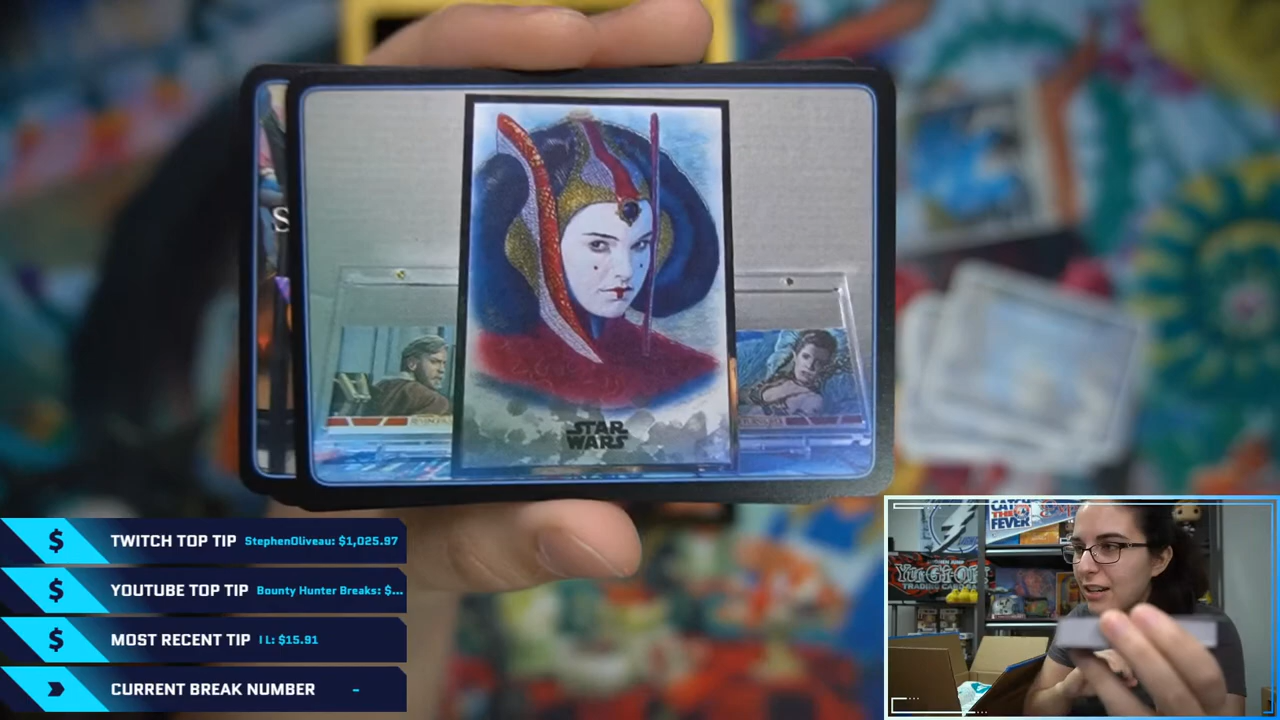 S
STAR
WARS
CATCH
THE
FEVER
YU-GI-OH!
TRADING CARD GAME
TWITCH TOP TIP StephenOliveau: $1,025.97
YOUTUBE TOP TIP Bounty Hunter Breaks: $...
MOST RECENT TIP L: $15.91
CURRENT BREAK NUMBER -